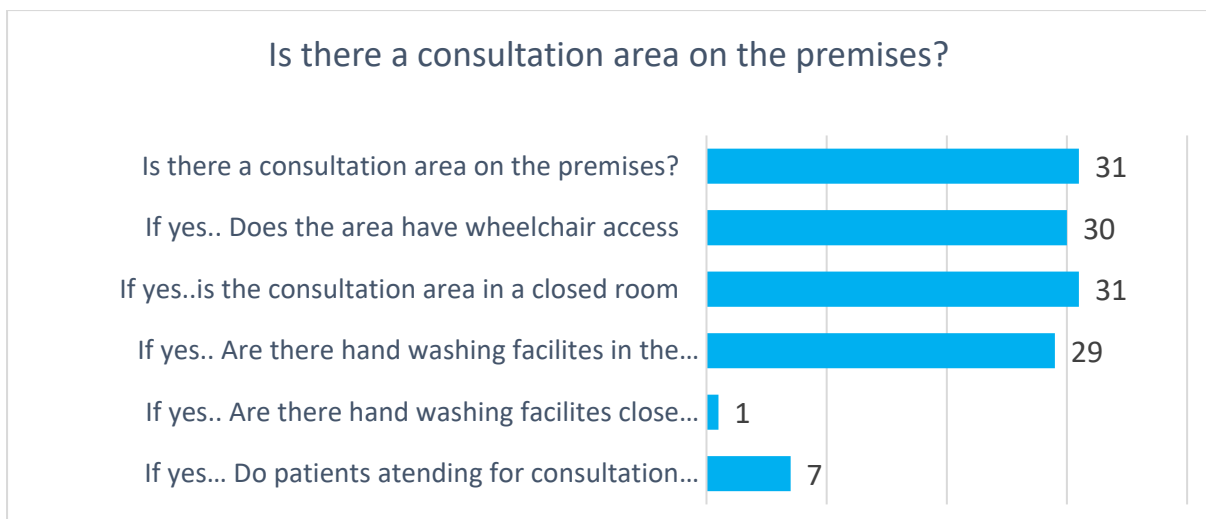 Is there a consultation area on the premises?
Is there a consultation area on the premises? 31
If yes.. Does the area have wheelchair access 30
If yes..is the consultation area in a closed room 31
If yes.. Are there hand washing facilites in the... 29
If yes.. Are there hand washing facilites close... 1
If yes... Do patients atending for consultation... 7